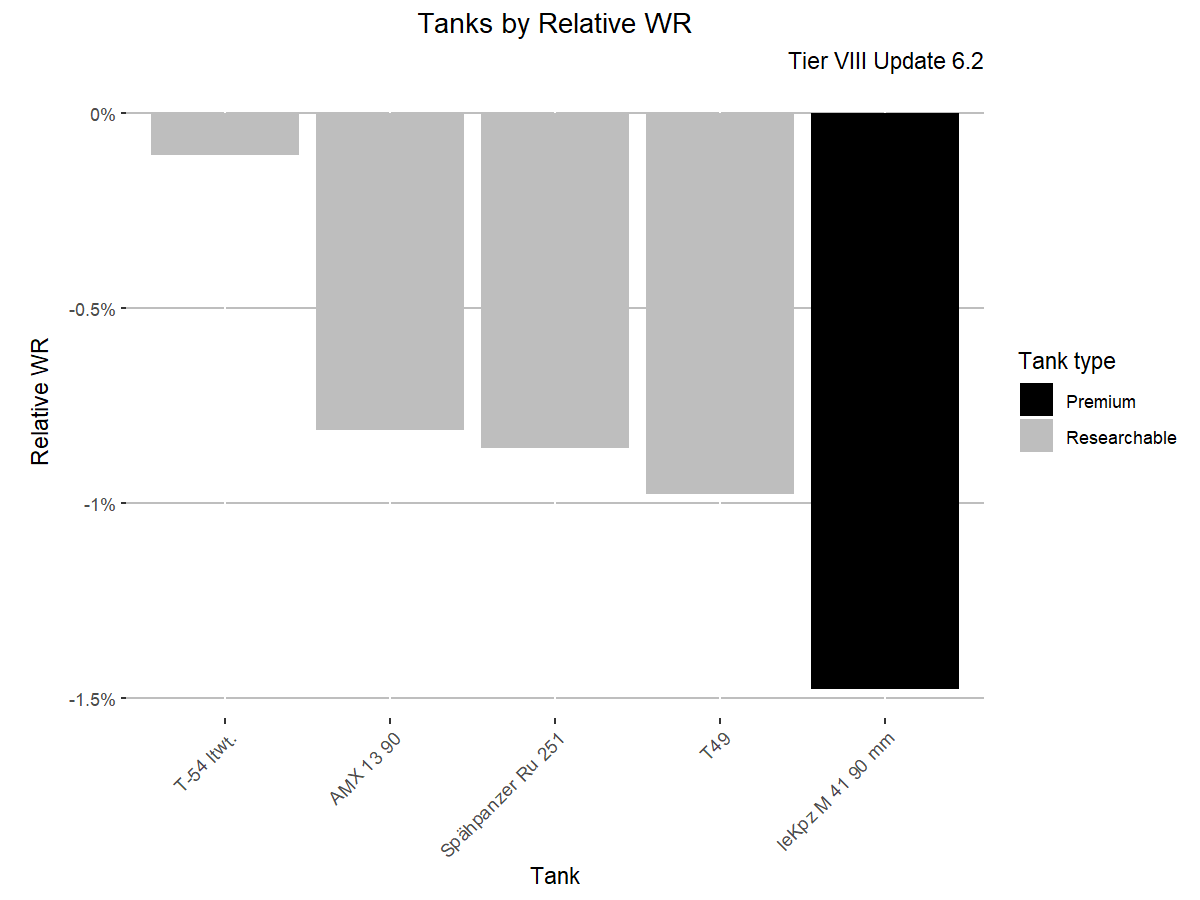 Tanks by Relative WR
Tier VIII Update 6.2
0%
-0.5%
-1%
-1.5%
Relative WR
T-54 ltwt.
AMX 13 90
Spähpanzer Ru 251
T49
leKpz M 41 90 mm
Tank
Tank type
Premium
Researchable